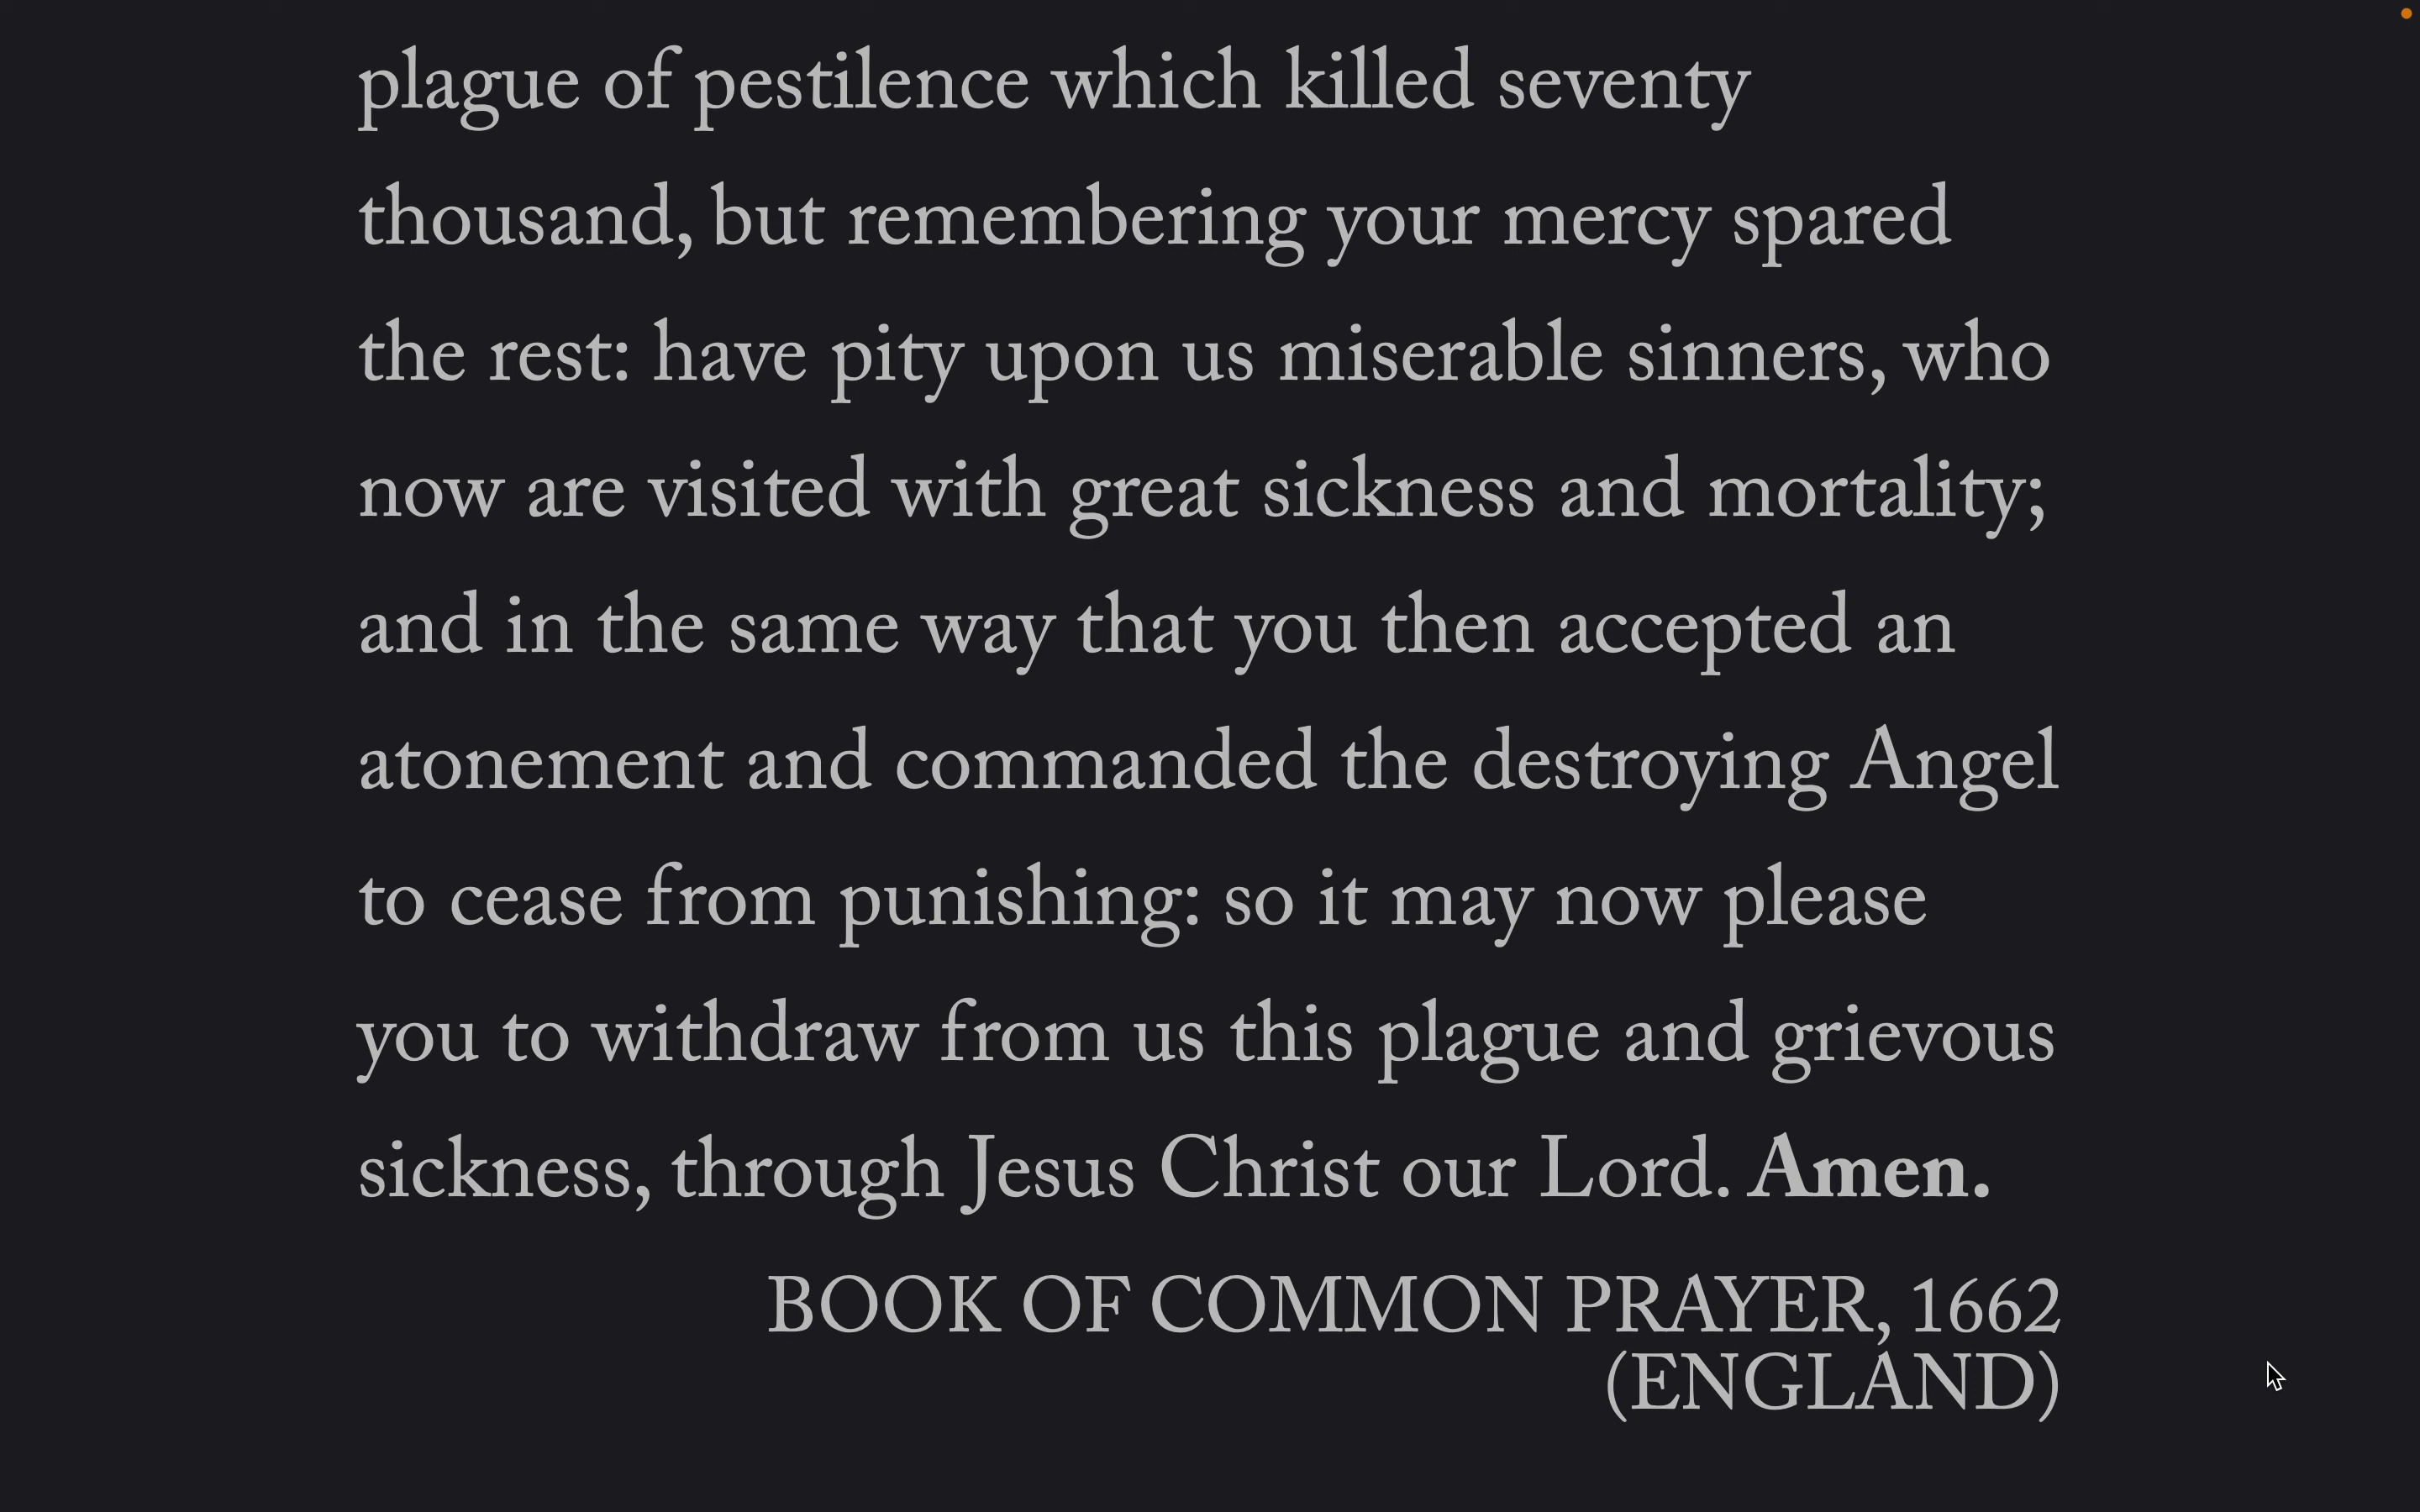 plague of pestilence which killed seventy
thousand, but remembering your mercy spared
the rest: have pity upon us miserable sinners, who
now are visited with great sickness and mortality;
and in the same way that you then accepted an
atonement and commanded the destroying Angel
to cease from punishing: so it may now please
you to withdraw from us this plague and grievous
sickness, through Jesus Christ our Lord. Amen.
BOOK OF COMMON PRAYER, 1662
(ENGLAND)